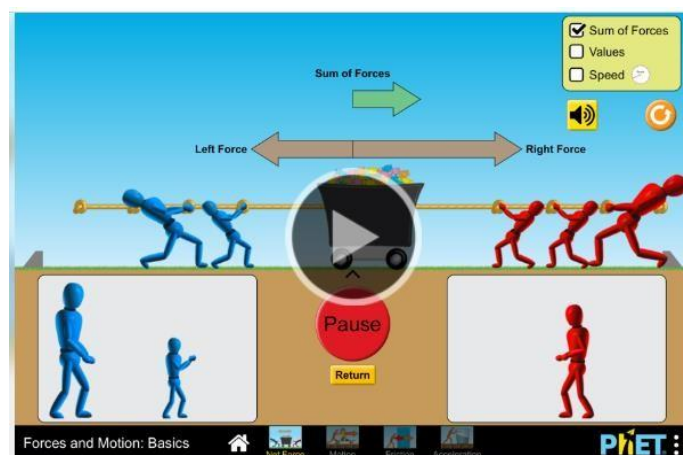 Sum of Forces
Values
Speed
Sum of Forces
Left Force
Right Force
Pause
Return
Forces and Motion: Basics
Net Force
Motion
Friction
Acceleration
PhET